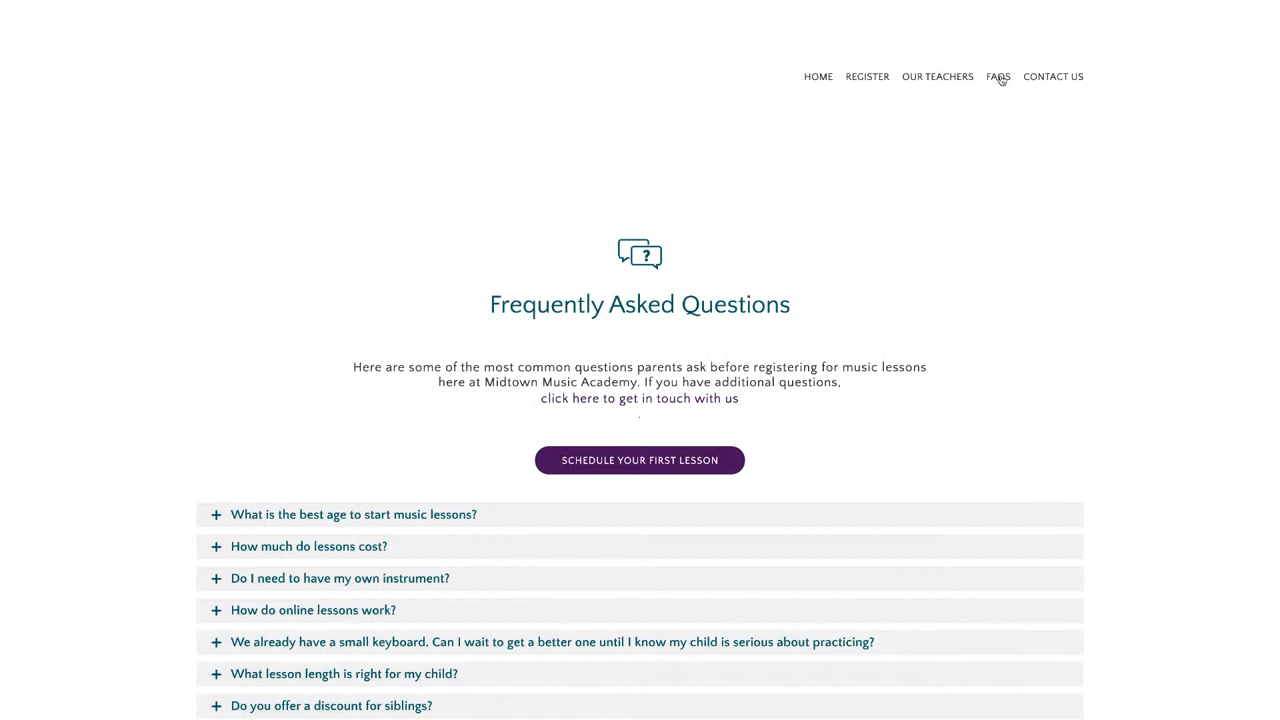 HOME REGISTER OUR TEACHERS FAQS CONTACT US
?
Frequently Asked Questions
Here are some of the most common questions parents ask before registering for music lessons
here at Midtown Music Academy. If you have additional questions,
click here to get in touch with us
.
SCHEDULE YOUR FIRST LESSON
+ What is the best age to start music lessons?
+ How much do lessons cost?
+ Do I need to have my own instrument?
+ How do online lessons work?
+ We already have a small keyboard. Can I wait to get a better one until I know my child is serious about practicing?
+ What lesson length is right for my child?
+ Do you offer a discount for siblings?